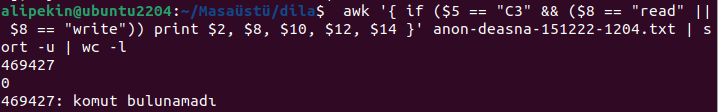 alipekin@ubuntu2204:~/Masaüstü/dila$  awk '{ if ($5 == "C3" && ($8 == "read" ||
 $8 == "write")) print $2, $8, $10, $12, $14 }' anon-deasna-151222-1204.txt | s
ort -u | wc -l
469427
0
469427: komut bulunamadı